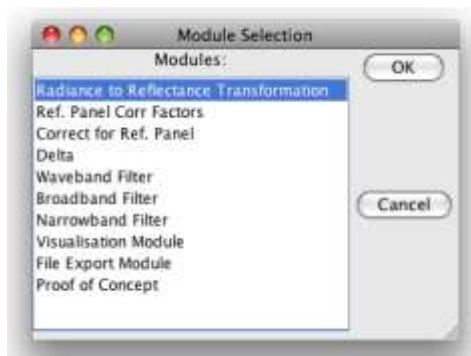 Module Selection
Modules:
OK
Radiance to Reflectance Transformation
Ref. Panel Corr Factors
Correct for Ref. Panel
Delta
Waveband Filter
Broadband Filter
Cancel
Narrowband Filter
Visualisation Module
File Export Module
Proof of Concept